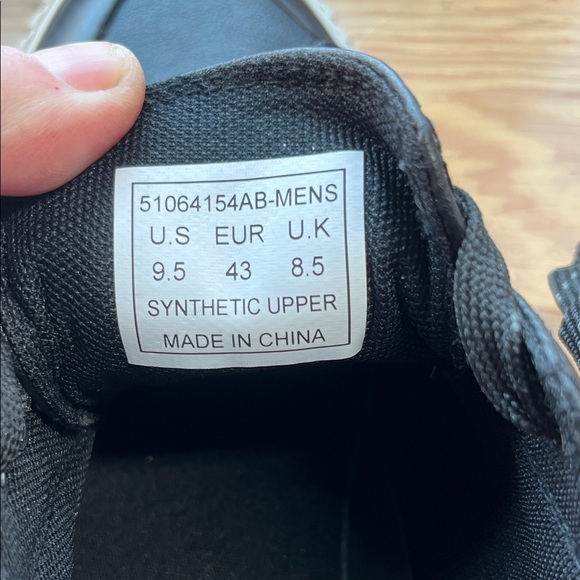 51064154AB-MENS
U.S EUR U.K
9.5 43 8.5
SYNTHETIC UPPER
MADE IN CHINA